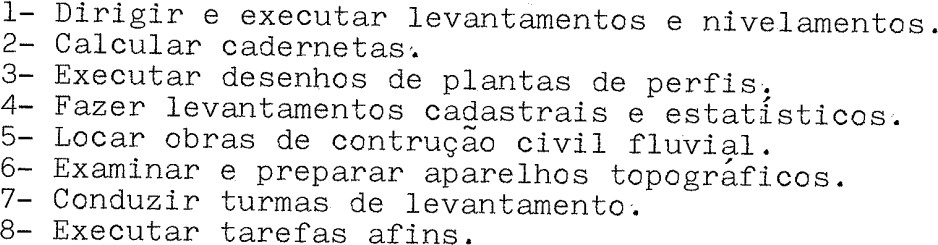 1- Dirigir e executar levantamentos e nivelamentos.
2- Calcular cadernetas.
3- Executar desenhos de plantas de perfis.
4- Fazer levantamentos cadastrais e estatísticos.
5- Locar obras de contrução civil fluvial.
6- Examinar e preparar aparelhos topográficos.
7- Conduzir turmas de levantamento.
8- Executar tarefas afins.